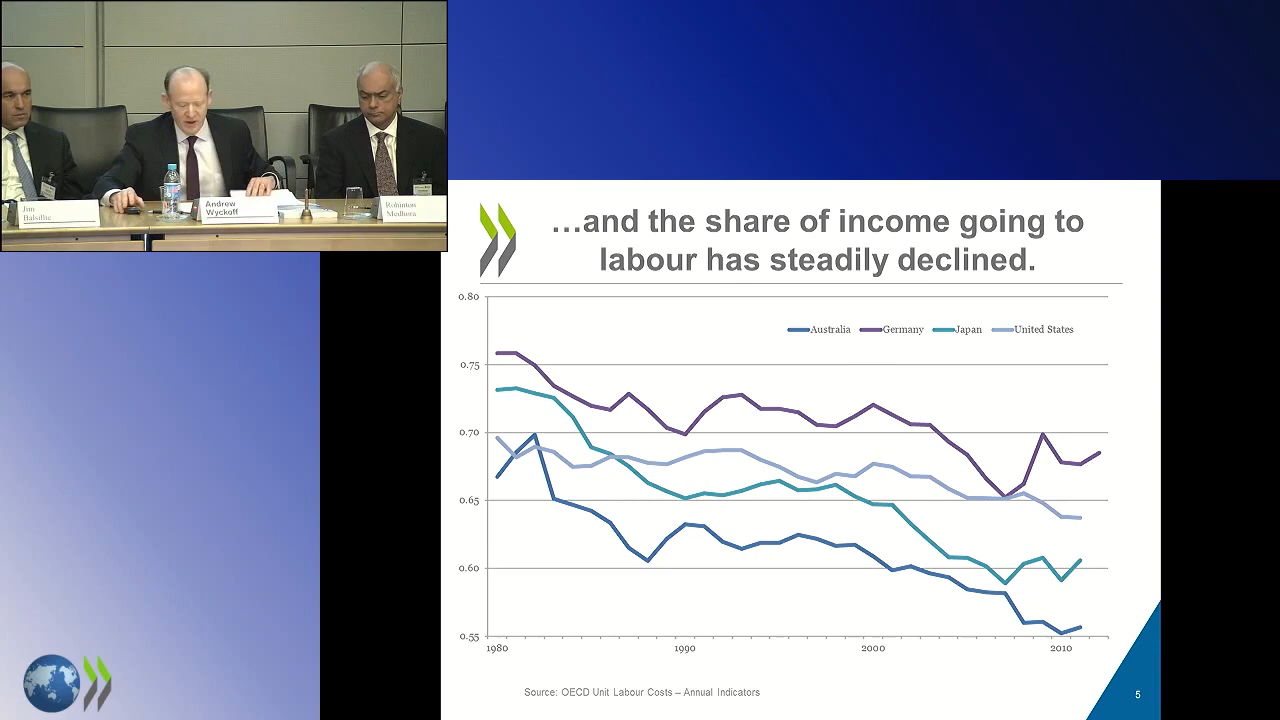 Jim
Balsillie
Andrew
Wyckoff
Rohinton
Medhora
…and the share of income going to
labour has steadily declined.
Australia Germany Japan United States
0.80
0.75
0.70
0.65
0.60
0.55
1980 1990 2000 2010
Source: OECD Unit Labour Costs – Annual Indicators
5